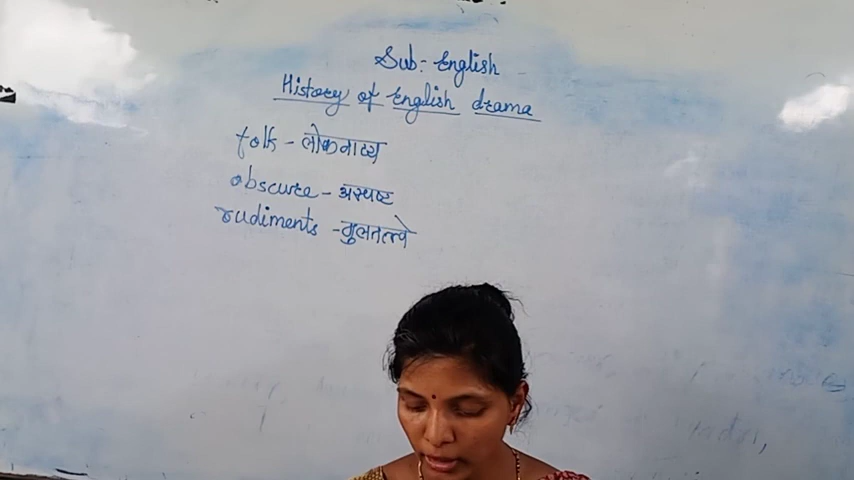 Sub:- English
History of English drama
folk - लोकनाट्य
obscure - अस्पष्ट
rudiments - मुलतत्त्वे